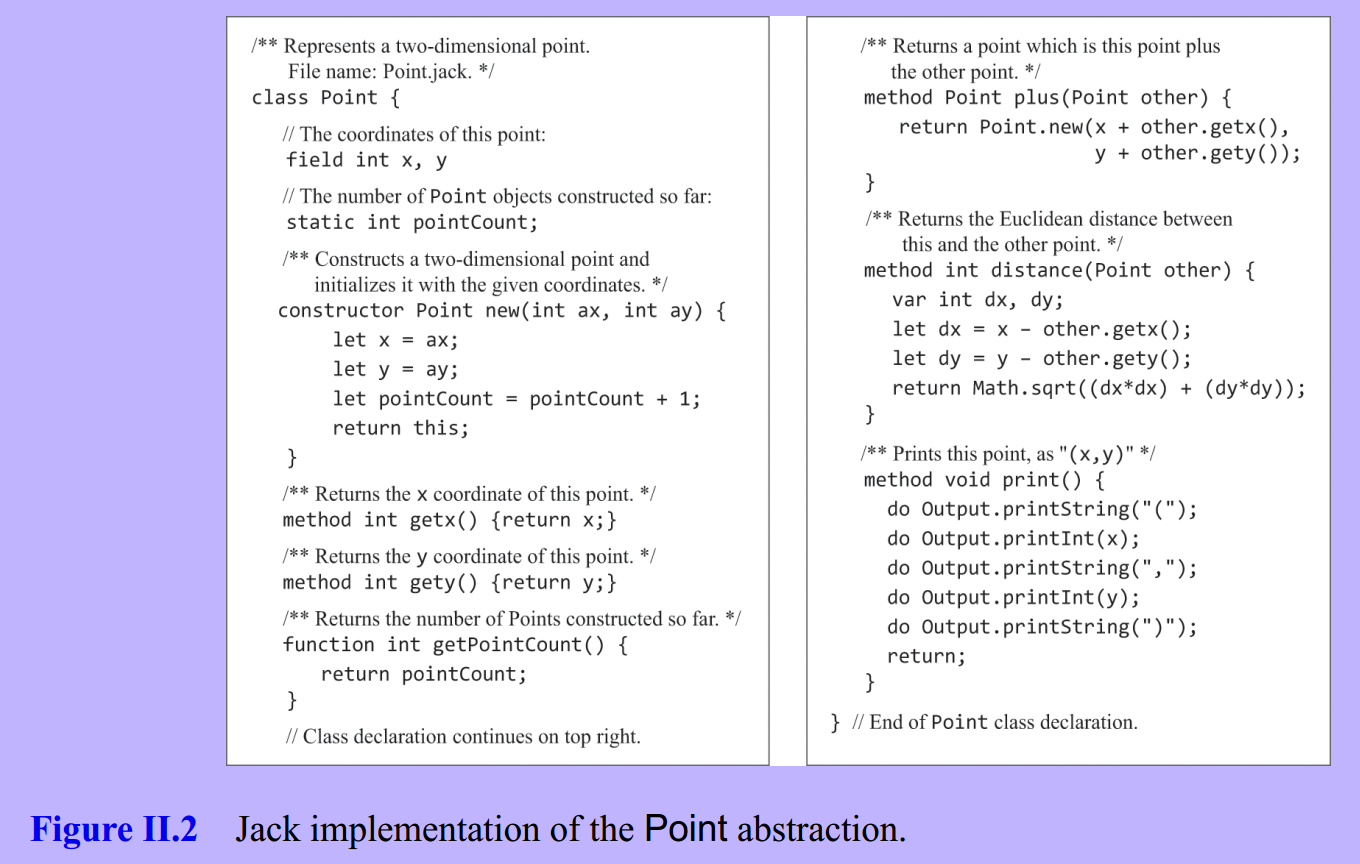 /** Represents a two-dimensional point.
File name: Point.jack. */
class Point {
// The coordinates of this point:
field int x, y
// The number of Point objects constructed so far:
static int pointCount;
/** Constructs a two-dimensional point and
initializes it with the given coordinates. */
constructor Point new(int ax, int ay) {
let x = ax;
let y = ay;
let pointCount = pointCount + 1;
return this;
}
/** Returns the x coordinate of this point. */
method int getx() {return x;}
/** Returns the y coordinate of this point. */
method int gety() {return y;}
/** Returns the number of Points constructed so far. */
function int getPointCount() {
return pointCount;
}
// Class declaration continues on top right.
/** Returns a point which is this point plus
the other point. */
method Point plus(Point other) {
return Point.new(x + other.getx(),
y + other.gety());
}
/** Returns the Euclidean distance between
this and the other point. */
method int distance(Point other) {
var int dx, dy;
let dx = x − other.getx();
let dy = y − other.gety();
return Math.sqrt((dx*dx) + (dy*dy));
}
/** Prints this point, as "(x,y)" */
method void print() {
do Output.printString("(");
do Output.printInt(x);
do Output.printString(",");
do Output.printInt(y);
do Output.printString(")");
return;
}
} // End of Point class declaration.
Figure II.2 Jack implementation of the Point abstraction.